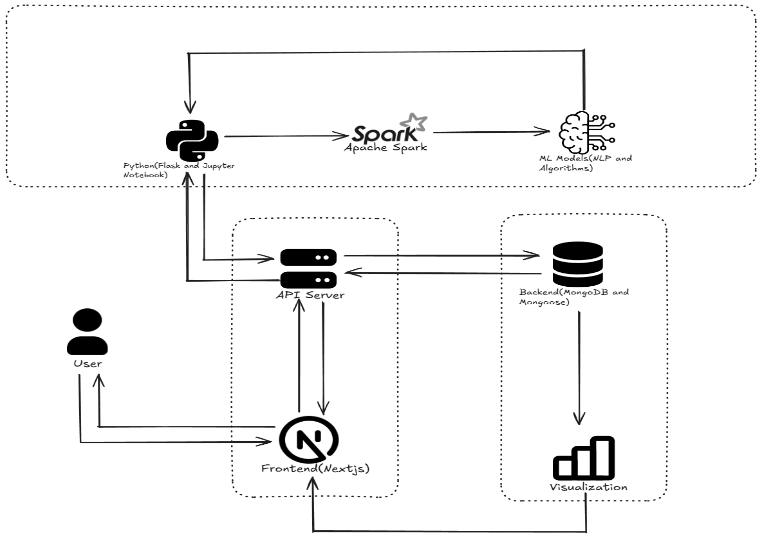 Spark
Apache Spark
Python(Flask and Jupyter
Notebook)
ML Models(NLP and
Algorithms)
API Server
Backend(MongoDB and
Mongoose)
User
Frontend(Nextjs)
Visualization